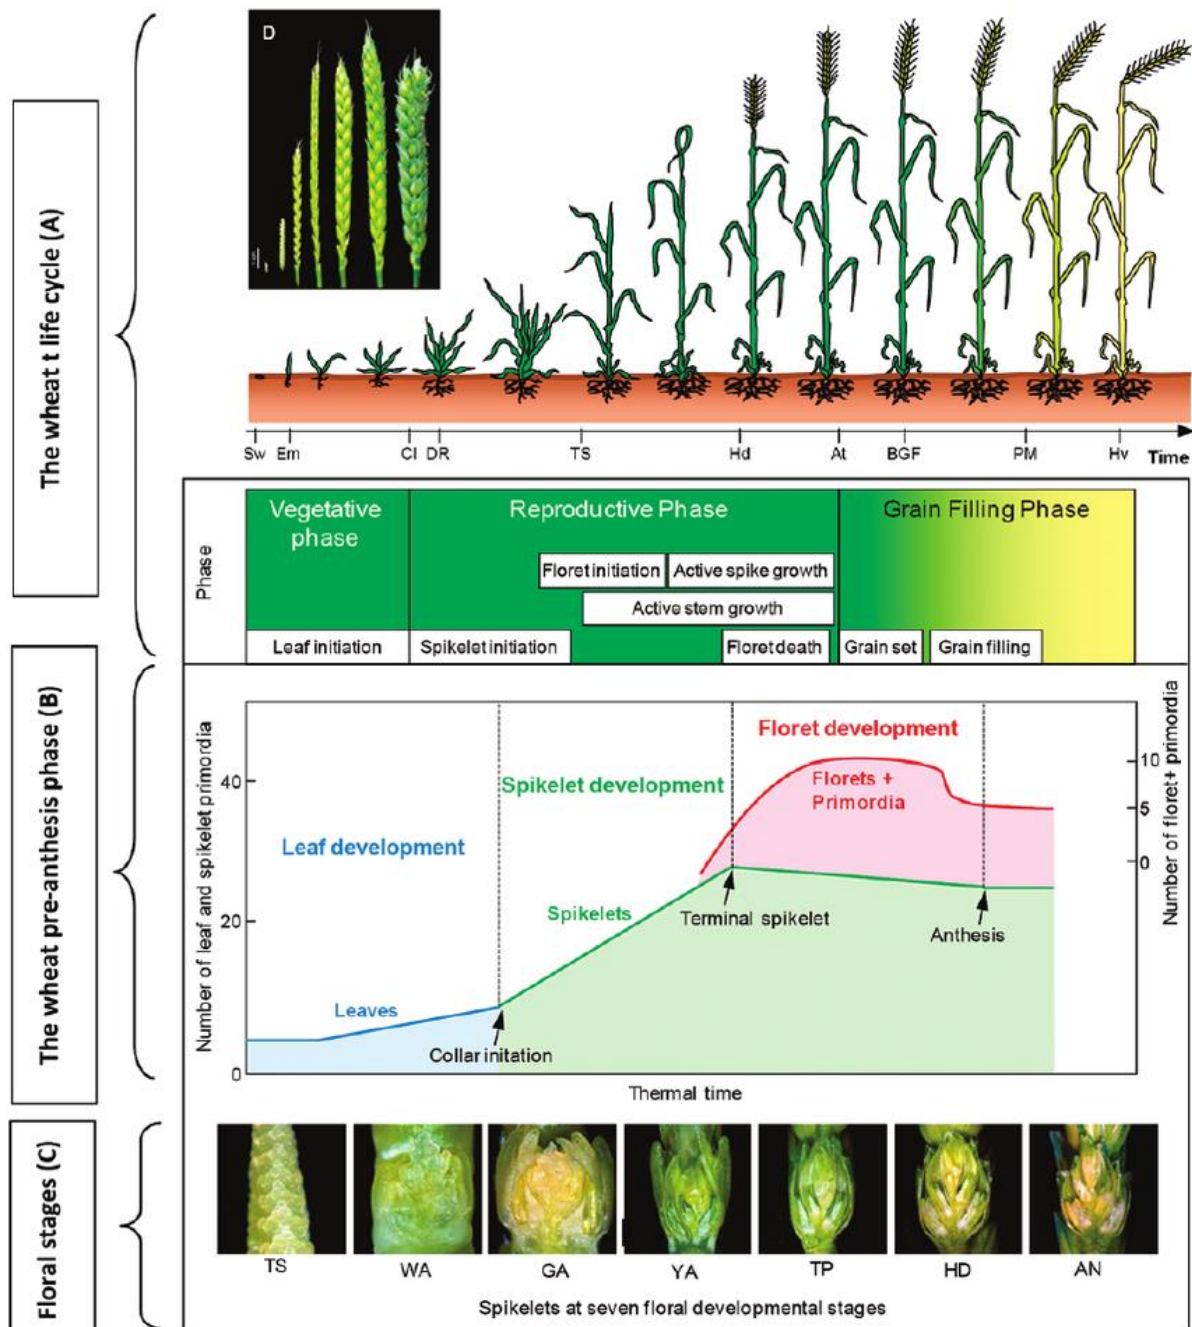 The wheat life cycle (A)
D
Sw Em CI DR TS Hd At BGF PM Hv Time
Phase
Vegetative
phase
Reproductive Phase
Grain Filling Phase
Floret initiation
Active spike growth
Active stem growth
Leaf initiation
Spikelet initiation
Floret death
Grain set
Grain filling
The wheat pre-anthesis phase (B)
Number of leaf and spikelet primordia
40
20
0
Floret development
Florets +
Primordia
Spikelet development
Leaf development
Spikelets
Terminal spikelet
Anthesis
Leaves
Collar initation
10
5
0
Number of floret+ primordia
Thermal time
Floral stages (C)
TS WA GA YA TP HD AN
Spikelets at seven floral developmental stages